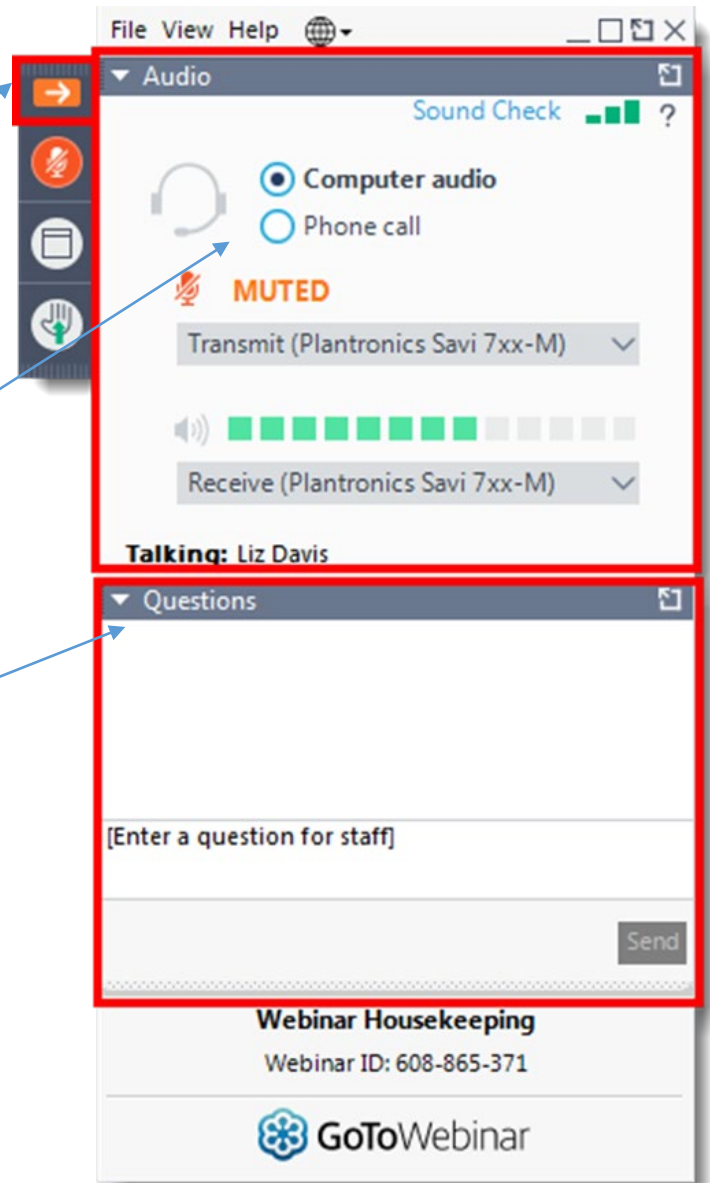 File View Help
Audio
Sound Check ?
Computer audio
Phone call
MUTED
Transmit (Plantronics Savi 7xx-M)
Receive (Plantronics Savi 7xx-M)
Talking: Liz Davis
Questions
[Enter a question for staff]
Send
Webinar Housekeeping
Webinar ID: 608-865-371
GoToWebinar